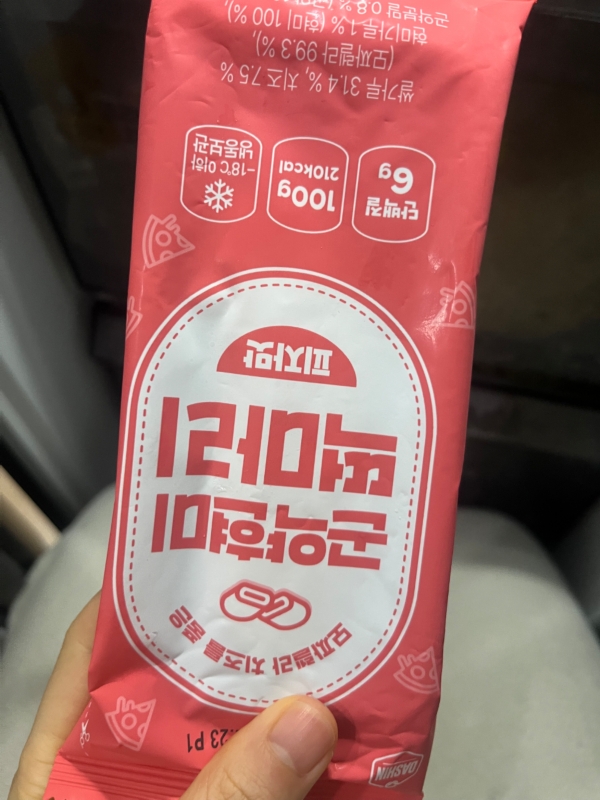 DASHIN
23 P1
모짜렐라 치즈를 품은
곤약현미
떡마리
피자맛
단백질
6g
100g
210kcal
-18℃ 이하
냉동보관
쌀가루 31.4 %, 치즈 7.5 %
(모짜렐라 99.3 %),
현미가루 1% (현미 100 %),
곤약분말 0.8 %